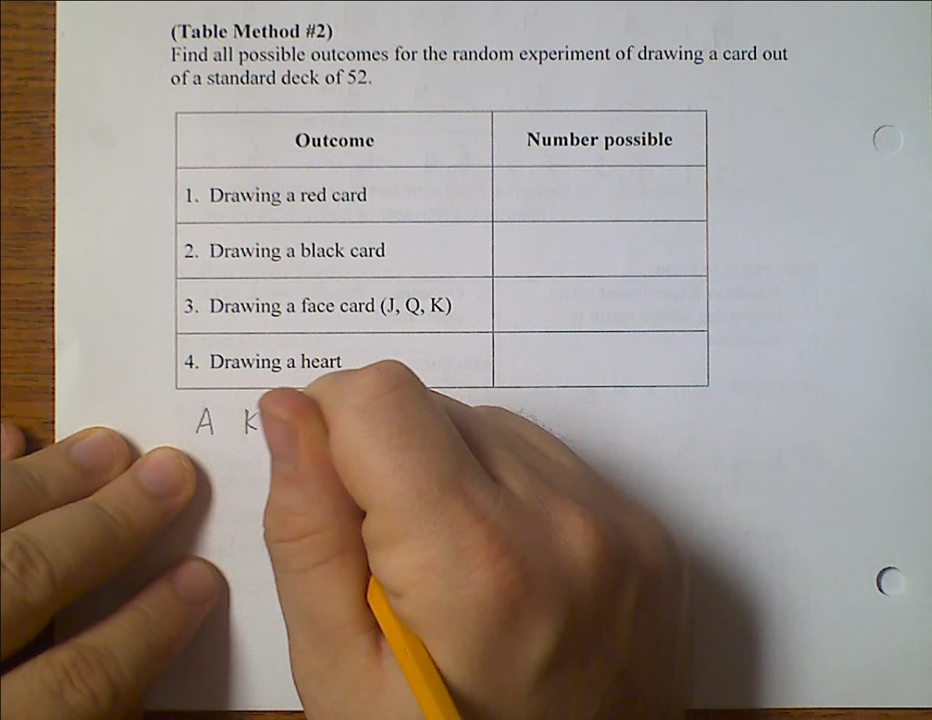 (Table Method #2)
Find all possible outcomes for the random experiment of drawing a card out
of a standard deck of 52.
Outcome Number possible
1. Drawing a red card
2. Drawing a black card
3. Drawing a face card (J, Q, K)
4. Drawing a heart
A K